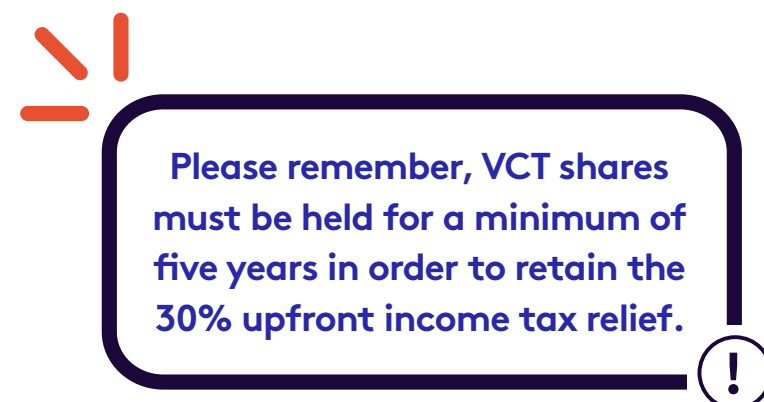 Please remember, VCT shares
must be held for a minimum of
five years in order to retain the
30% upfront income tax relief.
!